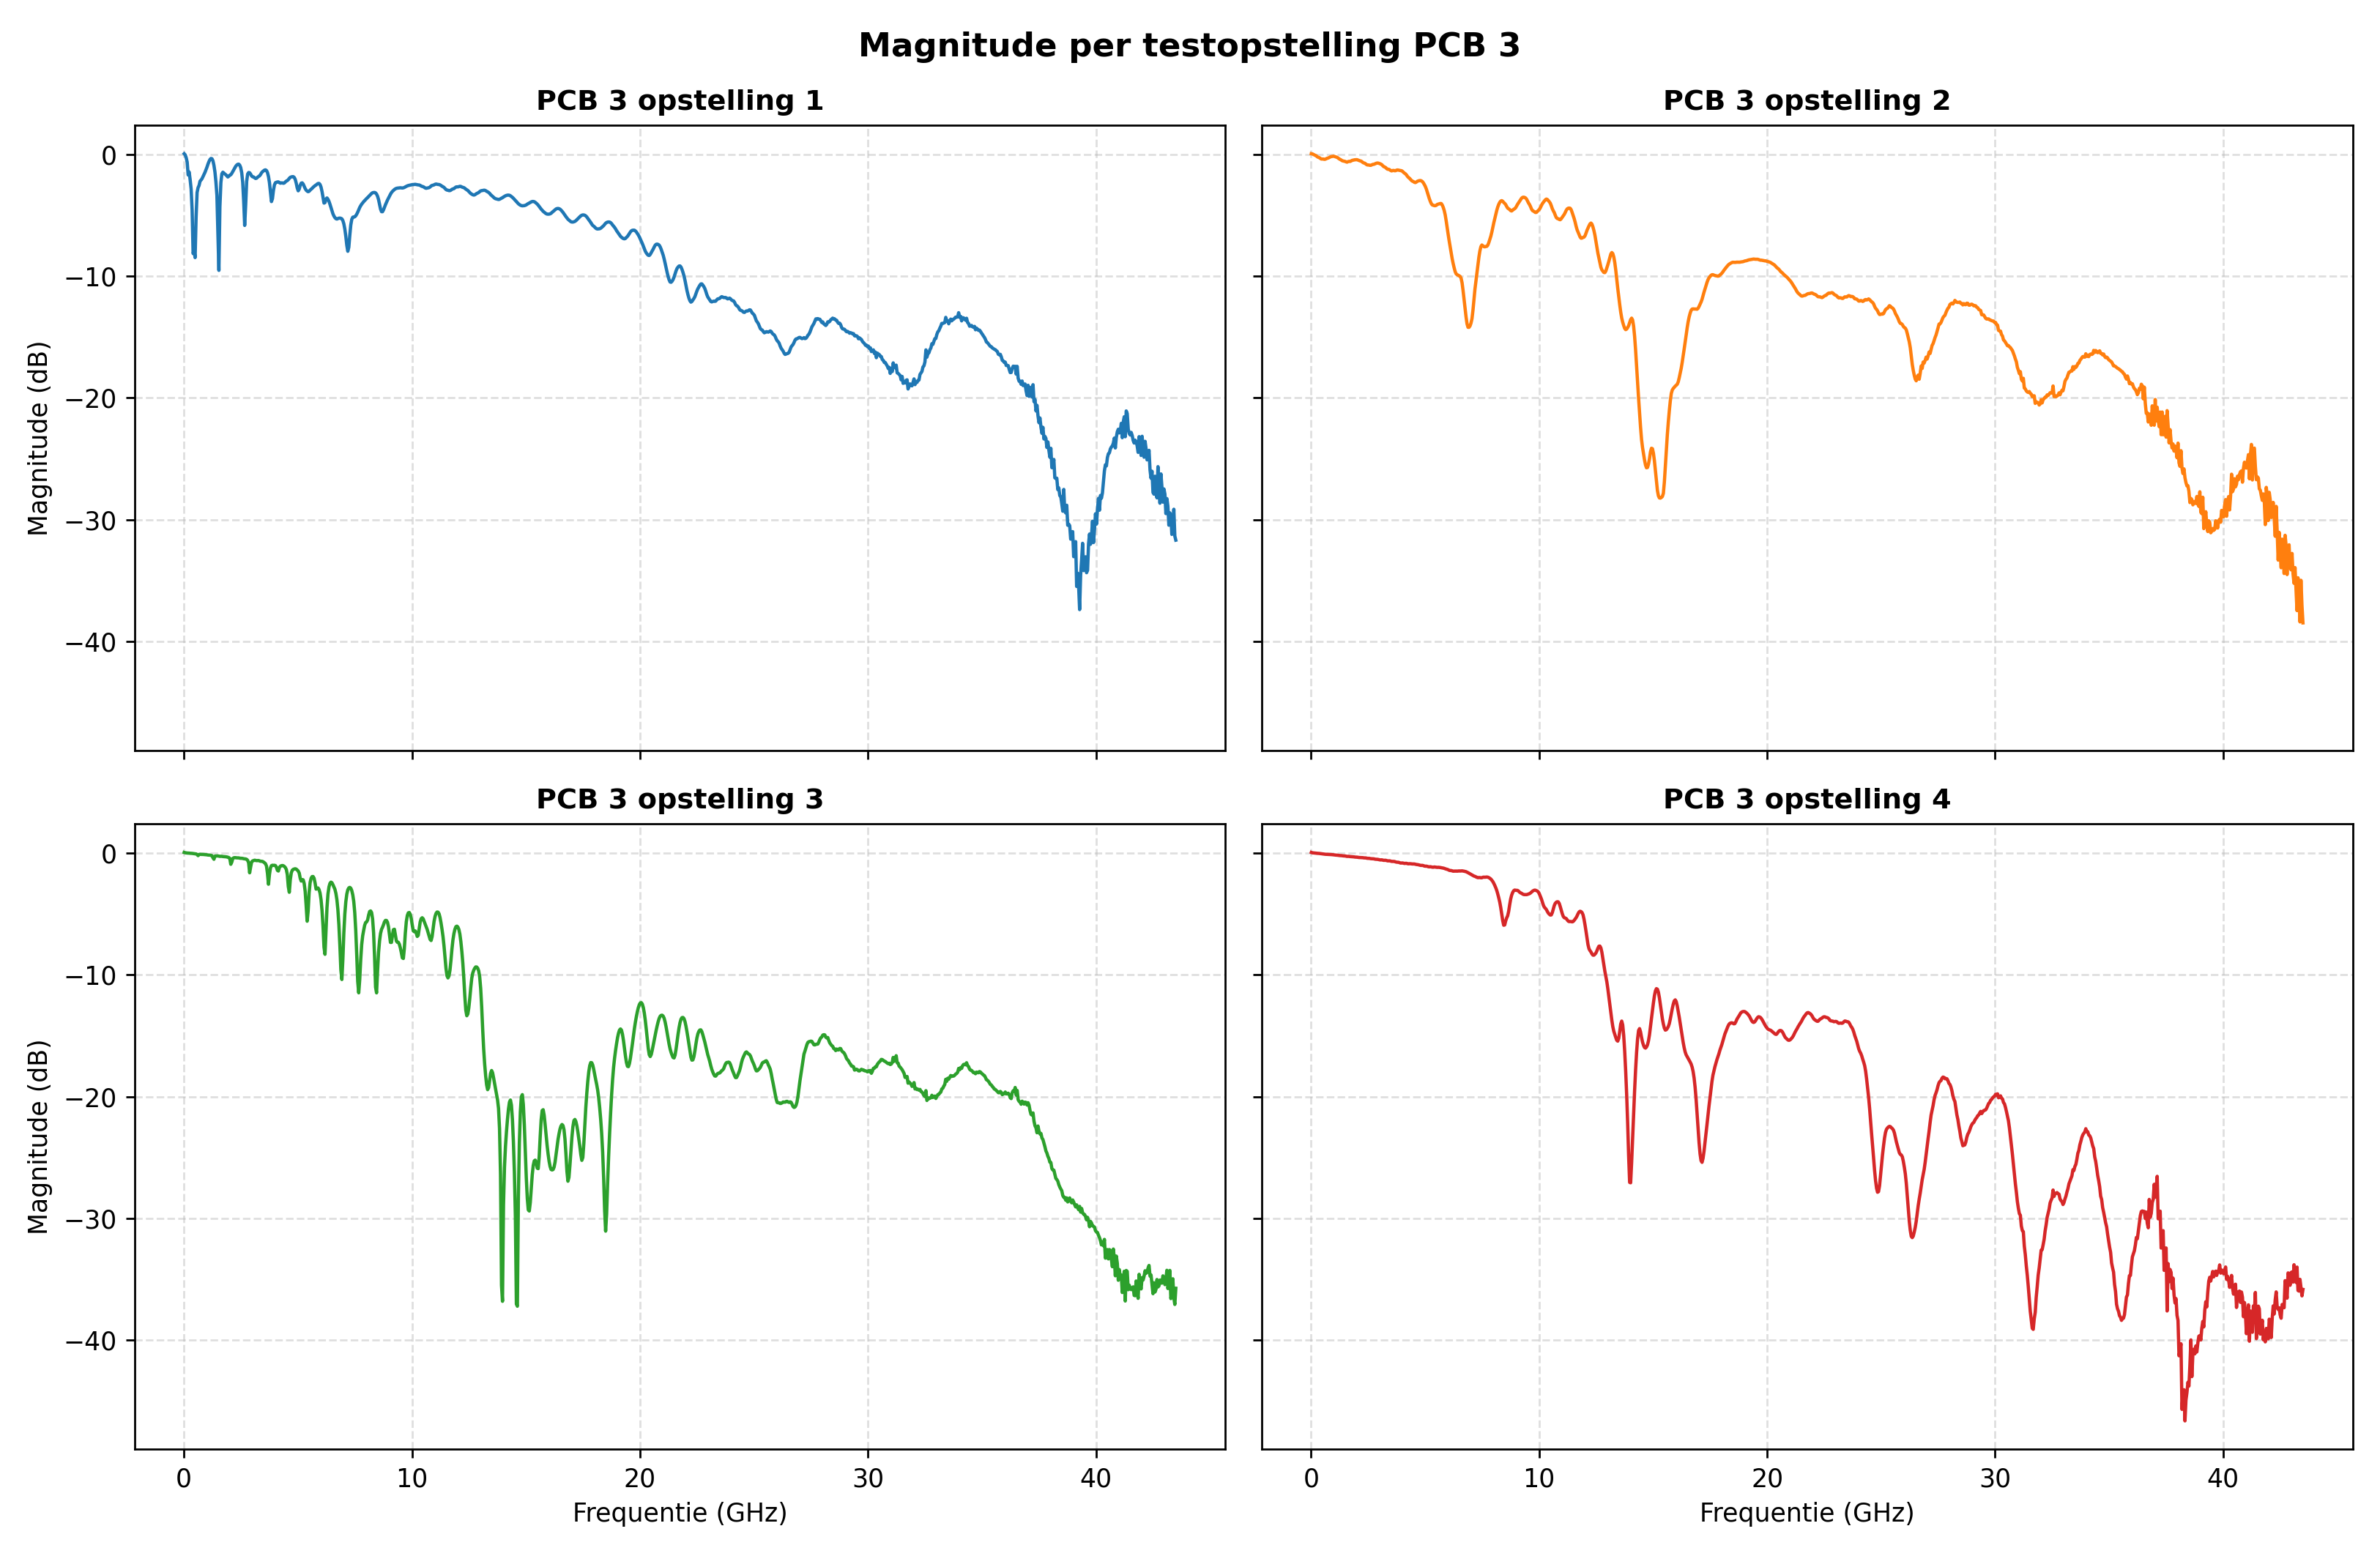 Magnitude per testopstelling PCB 3
PCB 3 opstelling 1
PCB 3 opstelling 2
0
−10
−20
−30
−40
Magnitude (dB)
PCB 3 opstelling 3
PCB 3 opstelling 4
0
−10
−20
−30
−40
Magnitude (dB)
0 10 20 30 40
0 10 20 30 40
Frequentie (GHz)
Frequentie (GHz)